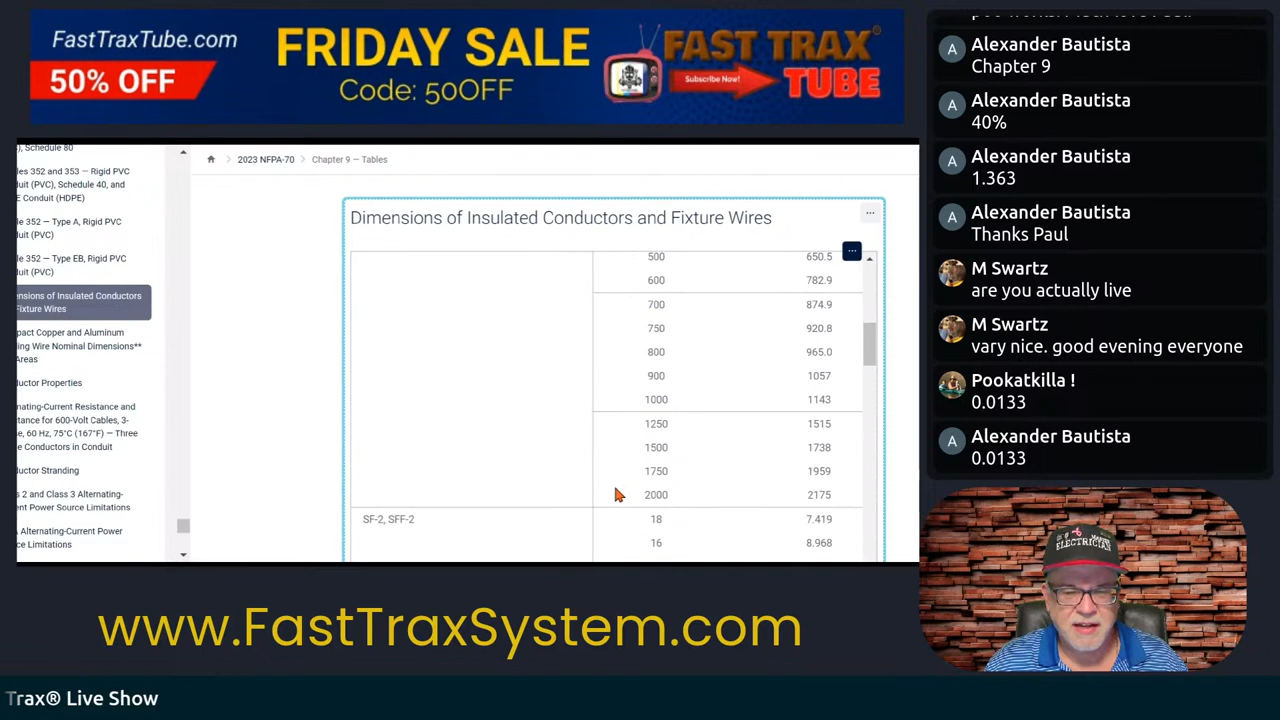 FastTraxTube.com
50% OFF
FRIDAY SALE
Code: 50OFF
Subscribe Now!
FAST TRAX®
TUBE
), Schedule 80
les 352 and 353 — Rigid PVC
duit (PVC), Schedule 40, and
E Conduit (HDPE)
le 352 — Type A, Rigid PVC
duit (PVC)
le 352 — Type EB, Rigid PVC
duit (PVC)
ensions of Insulated Conductors
Fixture Wires
pact Copper and Aluminum
ing Wire Nominal Dimensions**
Areas
ductor Properties
nating-Current Resistance and
tance for 600-Volt Cables, 3-
se, 60 Hz, 75°C (167°F) — Three
e Conductors in Conduit
ductor Stranding
s 2 and Class 3 Alternating-
ent Power Source Limitations
Alternating-Current Power
ce Limitations
2023 NFPA-70 > Chapter 9 — Tables
Dimensions of Insulated Conductors and Fixture Wires
500 650.5
600 782.9
700 874.9
750 920.8
800 965.0
900 1057
1000 1143
1250 1515
1500 1738
1750 1959
2000 2175
SF-2, SFF-2 18 7.419
16 8.968
Alexander Bautista
Chapter 9
Alexander Bautista
40%
Alexander Bautista
1.363
Alexander Bautista
Thanks Paul
M Swartz
are you actually live
M Swartz
vary nice. good evening everyone
Pookatkilla !
0.0133
Alexander Bautista
0.0133
ELECTRICIAN
www.FastTraxSystem.com
Trax® Live Show